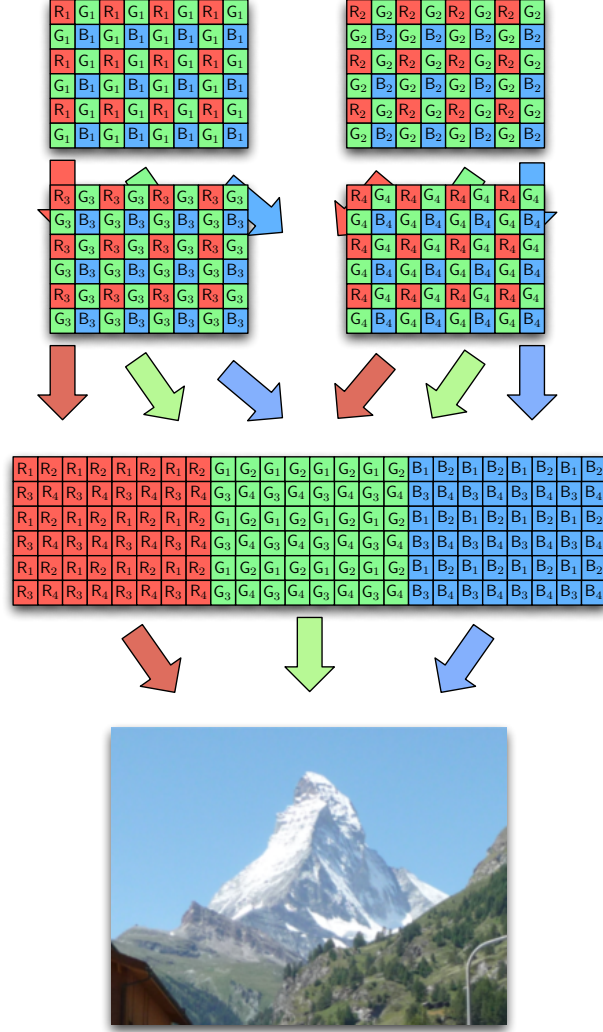 R₁ G₁ R₁ G₁ R₁ G₁ R₁ G₁
G₁ B₁ G₁ B₁ G₁ B₁ G₁ B₁
R₁ G₁ R₁ G₁ R₁ G₁ R₁ G₁
G₁ B₁ G₁ B₁ G₁ B₁ G₁ B₁
R₁ G₁ R₁ G₁ R₁ G₁ R₁ G₁
G₁ B₁ G₁ B₁ G₁ B₁ G₁ B₁
R₂ G₂ R₂ G₂ R₂ G₂ R₂ G₂
G₂ B₂ G₂ B₂ G₂ B₂ G₂ B₂
R₂ G₂ R₂ G₂ R₂ G₂ R₂ G₂
G₂ B₂ G₂ B₂ G₂ B₂ G₂ B₂
R₂ G₂ R₂ G₂ R₂ G₂ R₂ G₂
G₂ B₂ G₂ B₂ G₂ B₂ G₂ B₂
R₃ G₃ R₃ G₃ R₃ G₃ R₃ G₃
G₃ B₃ G₃ B₃ G₃ B₃ G₃ B₃
R₃ G₃ R₃ G₃ R₃ G₃ R₃ G₃
G₃ B₃ G₃ B₃ G₃ B₃ G₃ B₃
R₃ G₃ R₃ G₃ R₃ G₃ R₃ G₃
G₃ B₃ G₃ B₃ G₃ B₃ G₃ B₃
R₄ G₄ R₄ G₄ R₄ G₄ R₄ G₄
G₄ B₄ G₄ B₄ G₄ B₄ G₄ B₄
R₄ G₄ R₄ G₄ R₄ G₄ R₄ G₄
G₄ B₄ G₄ B₄ G₄ B₄ G₄ B₄
R₄ G₄ R₄ G₄ R₄ G₄ R₄ G₄
G₄ B₄ G₄ B₄ G₄ B₄ G₄ B₄
R₁ R₂ R₁ R₂ R₁ R₂ R₁ R₂ G₁ G₂ G₁ G₂ G₁ G₂ G₁ G₂ B₁ B₂ B₁ B₂ B₁ B₂ B₁ B₂
R₃ R₄ R₃ R₄ R₃ R₄ R₃ R₄ G₃ G₄ G₃ G₄ G₃ G₄ G₃ G₄ B₃ B₄ B₃ B₄ B₃ B₄ B₃ B₄
R₁ R₂ R₁ R₂ R₁ R₂ R₁ R₂ G₁ G₂ G₁ G₂ G₁ G₂ G₁ G₂ B₁ B₂ B₁ B₂ B₁ B₂ B₁ B₂
R₃ R₄ R₃ R₄ R₃ R₄ R₃ R₄ G₃ G₄ G₃ G₄ G₃ G₄ G₃ G₄ B₃ B₄ B₃ B₄ B₃ B₄ B₃ B₄
R₁ R₂ R₁ R₂ R₁ R₂ R₁ R₂ G₁ G₂ G₁ G₂ G₁ G₂ G₁ G₂ B₁ B₂ B₁ B₂ B₁ B₂ B₁ B₂
R₃ R₄ R₃ R₄ R₃ R₄ R₃ R₄ G₃ G₄ G₃ G₄ G₃ G₄ G₃ G₄ B₃ B₄ B₃ B₄ B₃ B₄ B₃ B₄